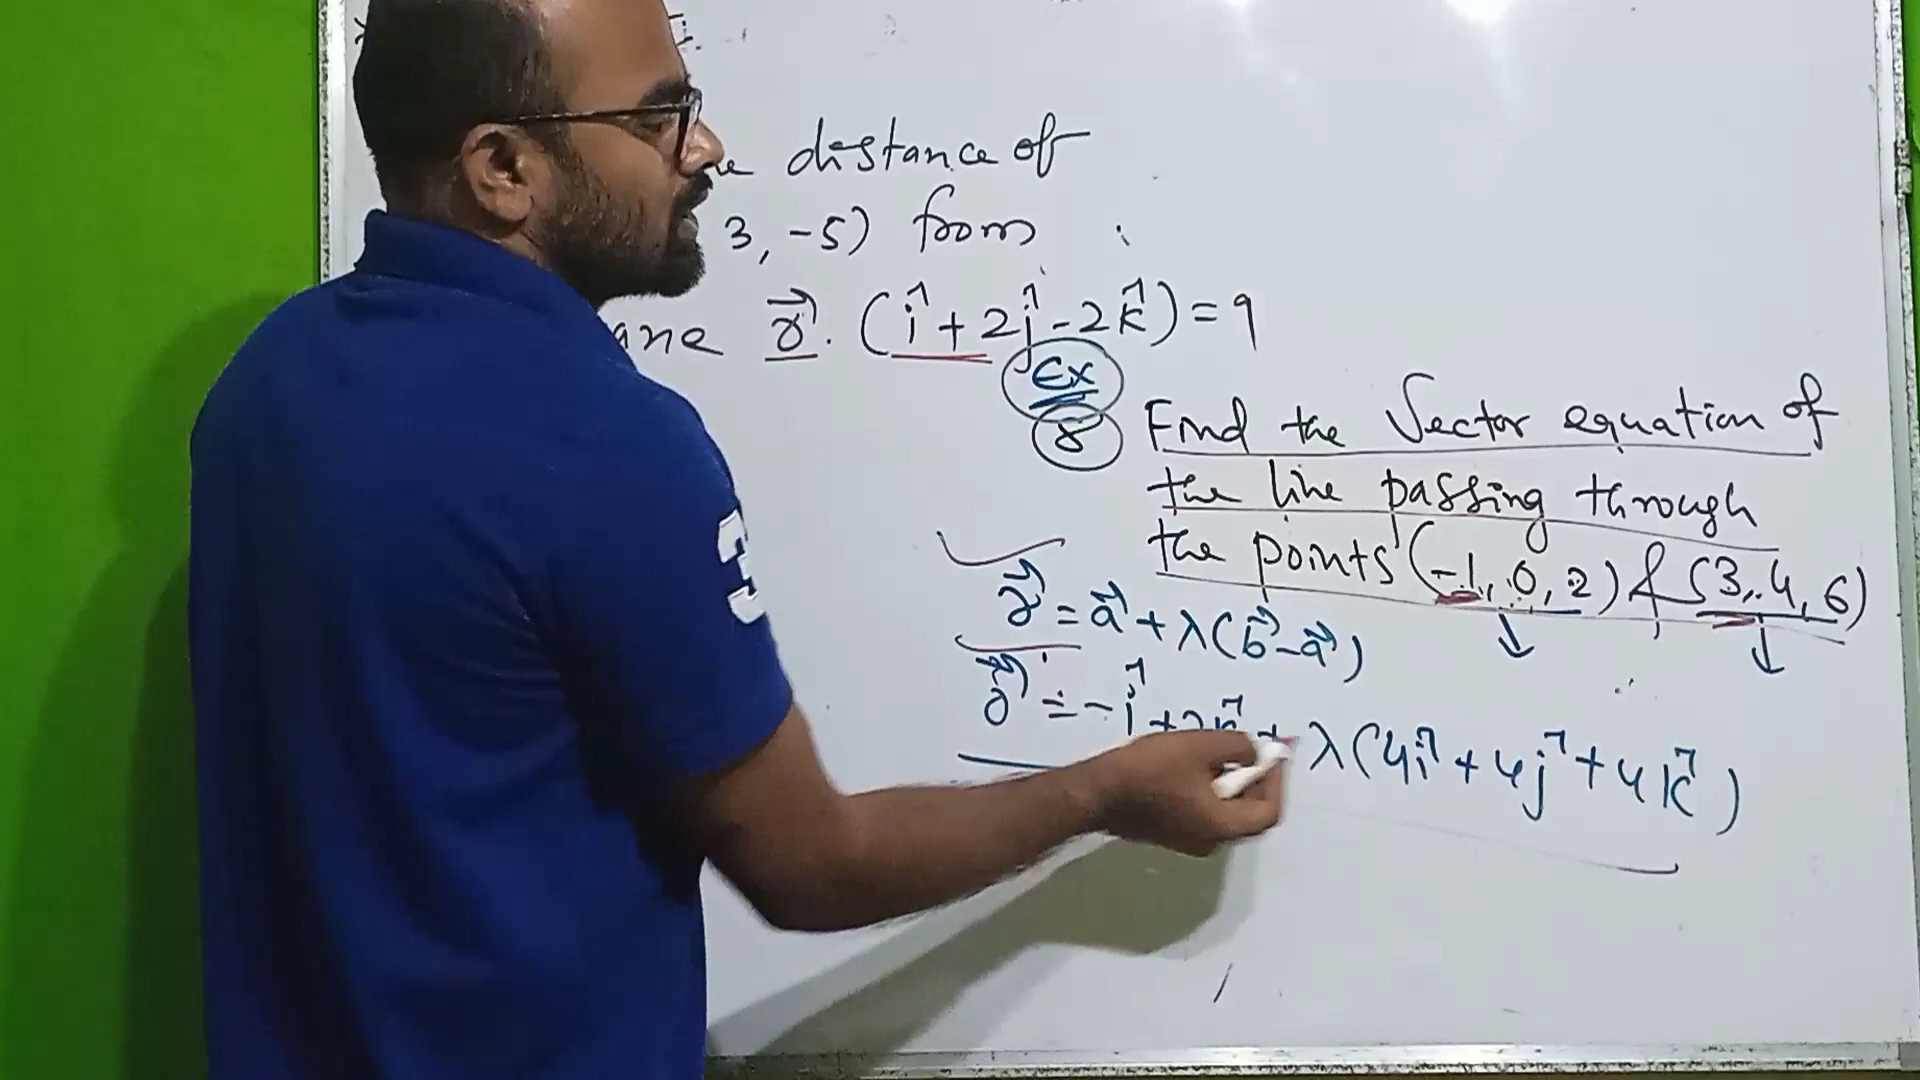 distance of
3, -5) from
r⃗. (î + 2ĵ - 2k̂) = 9
Ex
8 Find the Vector equation of
the line passing through
the points (-1, 0, 2) & (3, 4, 6)
r⃗ = a⃗ + λ(b⃗ - a⃗)
r⃗ = -î + 2k̂ + λ(4î + 4ĵ + 4k̂)
3